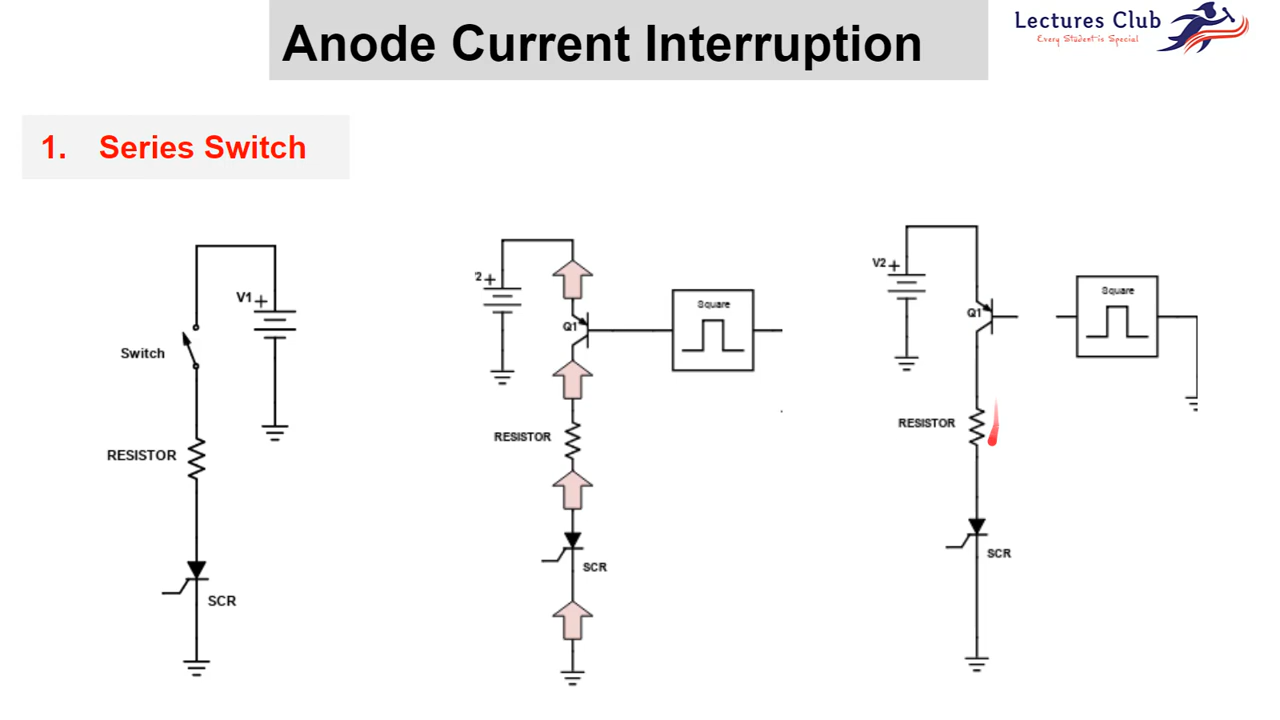 Anode Current Interruption
Lectures Club
Every Student is Special
1. Series Switch
V1 +
Switch
RESISTOR
SCR
2 +
Q1
Square
RESISTOR
SCR
V2 +
Q1
Square
RESISTOR
SCR